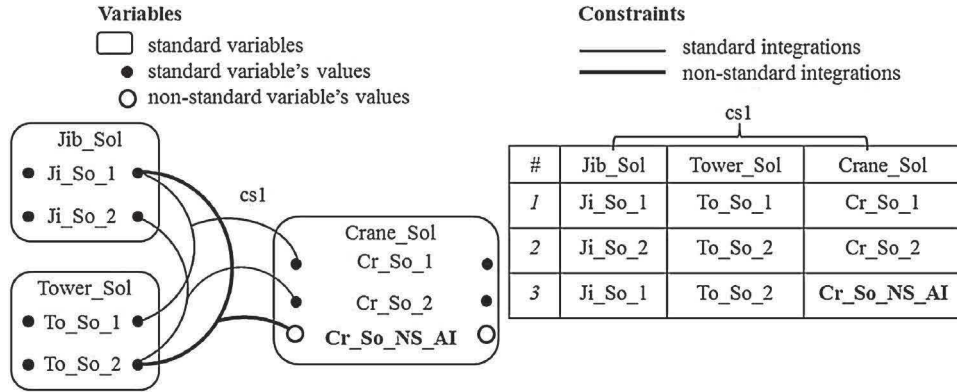 Variables
standard variables
standard variable's values
non-standard variable's values
Constraints
standard integrations
non-standard integrations
Jib_Sol
Ji_So_1
Ji_So_2
Tower_Sol
To_So_1
To_So_2
cs1
Crane_Sol
Cr_So_1
Cr_So_2
Cr_So_NS_AI
cs1
# Jib_Sol Tower_Sol Crane_Sol
1 Ji_So_1 To_So_1 Cr_So_1
2 Ji_So_2 To_So_2 Cr_So_2
3 Ji_So_1 To_So_2 Cr_So_NS_AI